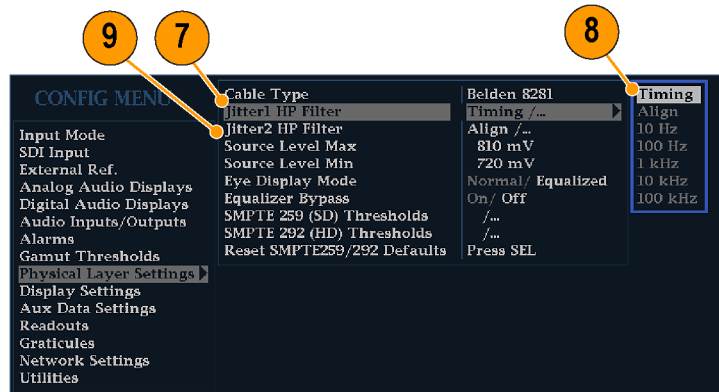 9
7
8
CONFIG MENU
Input Mode
SDI Input
External Ref.
Analog Audio Displays
Digital Audio Displays
Audio Inputs/Outputs
Alarms
Gamut Thresholds
Physical Layer Settings
Display Settings
Aux Data Settings
Readouts
Graticules
Network Settings
Utilities
Cable Type Belden 8281
Jitter1 HP Filter Timing /...
Jitter2 HP Filter Align /...
Source Level Max 810 mV
Source Level Min 720 mV
Eye Display Mode Normal/ Equalized
Equalizer Bypass On/ Off
SMPTE 259 (SD) Thresholds /...
SMPTE 292 (HD) Thresholds /...
Reset SMPTE259/292 Defaults Press SEL
Timing
Align
10 Hz
100 Hz
1 kHz
10 kHz
100 kHz